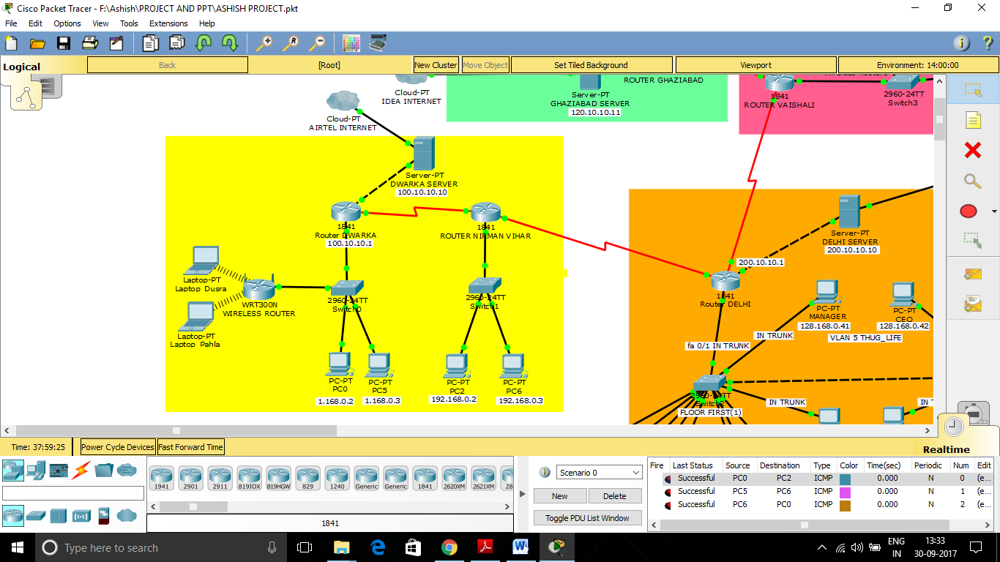 Cisco Packet Tracer - F:\Ashish\PROJECT AND PPT\ASHISH PROJECT.pkt
File Edit Options View Tools Extensions Help
Logical
Back
[Root]
New Cluster
Move Object
Set Tiled Background
Viewport
Environment: 14:00:00
Cloud-PT
IDEA INTERNET
Cloud-PT
AIRTEL INTERNET
ROUTER GHAZIABAD
Server-PT
GHAZIABAD SERVER
120.10.10.11
1841
ROUTER VAISHALI
2960-24TT
Switch3
Server-PT
DWARKA SERVER
100.10.10.10
1841
Router DWARKA
100.10.10.1
1841
ROUTER NIRMAN VIHAR
Laptop-PT
Laptop Dusra
WRT300N
WIRELESS ROUTER
Laptop-PT
Laptop Pahla
2960-24TT
Switch0
2960-24TT
Switch1
PC-PT
PC0
1.168.0.2
PC-PT
PC5
1.168.0.3
PC-PT
PC2
192.168.0.2
PC-PT
PC6
192.168.0.3
Server-PT
DELHI SERVER
200.10.10.10
200.10.10.1
1841
Router DELHI
PC-PT
MANAGER
128.168.0.41
PC-PT
CEO
128.168.0.42
VLAN 5 THUG_LIFE
IN TRUNK
fa 0/1 IN TRUNK
2960-24TT
Switch2
FLOOR FIRST(1)
IN TRUNK
IN T
Time: 37:59:25
Power Cycle Devices
Fast Forward Time
Realtime
1941 2901 2911 819IOX 819HGW 829 1240 Generic Generic 1841 2620XM 2621XM 28
1841
Scenario 0
New
Delete
Toggle PDU List Window
Fire Last Status Source Destination Type Color Time(sec) Periodic Num Edit
Successful PC0 PC2 ICMP 0.000 N 0 (e...
Successful PC5 PC6 ICMP 0.000 N 1 (e...
Successful PC6 PC0 ICMP 0.000 N 2 (e...
Type here to search
ENG
IN
13:33
30-09-2017